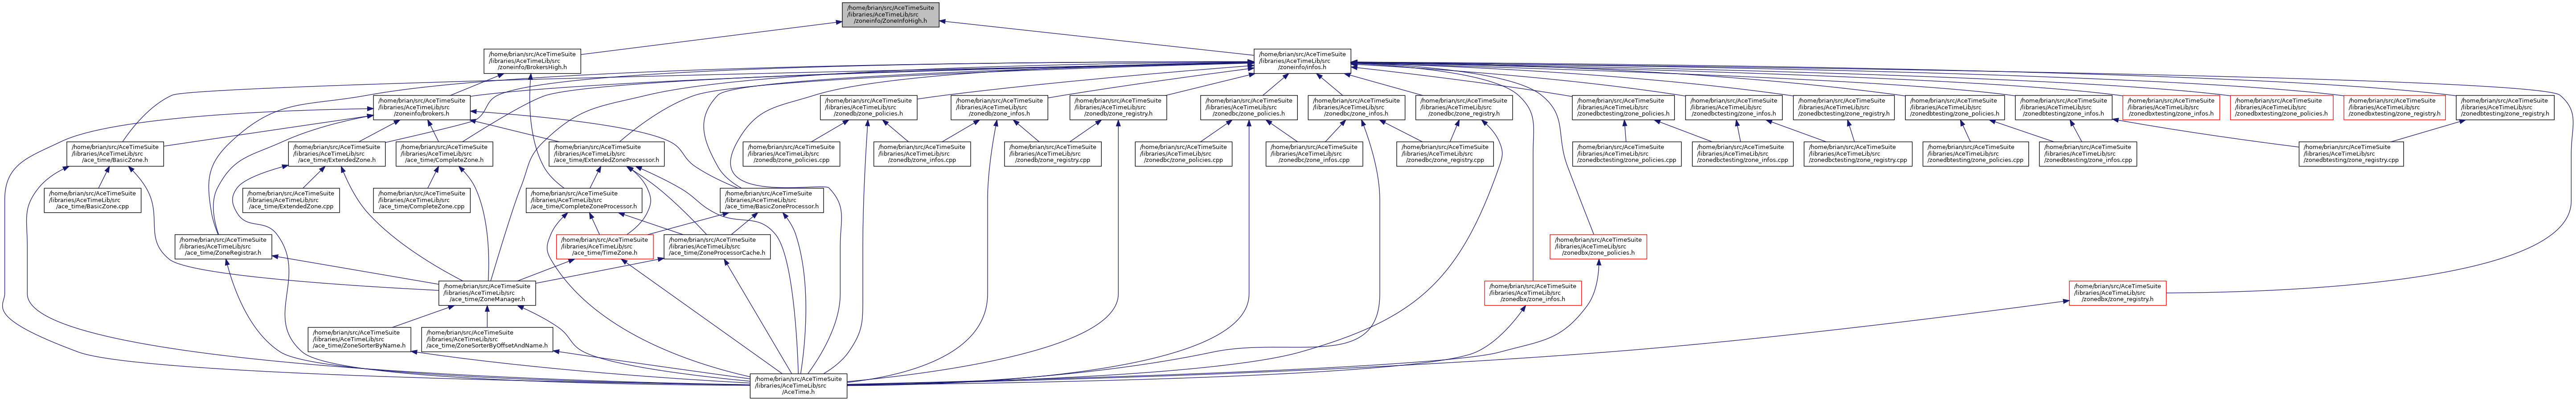 /home/brian/src/AceTimeSuite
/libraries/AceTimeLib/src
/zoneinfo/ZoneInfoHigh.h
/home/brian/src/AceTimeSuite
/libraries/AceTimeLib/src
/zoneinfo/BrokersHigh.h
/home/brian/src/AceTimeSuite
/libraries/AceTimeLib/src
/zoneinfo/infos.h
/home/brian/src/AceTimeSuite
/libraries/AceTimeLib/src
/zoneinfo/brokers.h
/home/brian/src/AceTimeSuite
/libraries/AceTimeLib/src
/zonedb/zone_policies.h
/home/brian/src/AceTimeSuite
/libraries/AceTimeLib/src
/zonedb/zone_infos.h
/home/brian/src/AceTimeSuite
/libraries/AceTimeLib/src
/zonedb/zone_registry.h
/home/brian/src/AceTimeSuite
/libraries/AceTimeLib/src
/zonedbc/zone_policies.h
/home/brian/src/AceTimeSuite
/libraries/AceTimeLib/src
/zonedbc/zone_infos.h
/home/brian/src/AceTimeSuite
/libraries/AceTimeLib/src
/zonedbc/zone_registry.h
/home/brian/src/AceTimeSuite
/libraries/AceTimeLib/src
/zonedbctesting/zone_policies.h
/home/brian/src/AceTimeSuite
/libraries/AceTimeLib/src
/zonedbctesting/zone_infos.h
/home/brian/src/AceTimeSuite
/libraries/AceTimeLib/src
/zonedbctesting/zone_registry.h
/home/brian/src/AceTimeSuite
/libraries/AceTimeLib/src
/zonedbtesting/zone_policies.h
/home/brian/src/AceTimeSuite
/libraries/AceTimeLib/src
/zonedbtesting/zone_infos.h
/home/brian/src/AceTimeSuite
/libraries/AceTimeLib/src
/zonedbxtesting/zone_infos.h
/home/brian/src/AceTimeSuite
/libraries/AceTimeLib/src
/zonedbxtesting/zone_policies.h
/home/brian/src/AceTimeSuite
/libraries/AceTimeLib/src
/zonedbxtesting/zone_registry.h
/home/brian/src/AceTimeSuite
/libraries/AceTimeLib/src
/zonedbtesting/zone_registry.h
/home/brian/src/AceTimeSuite
/libraries/AceTimeLib/src
/ace_time/BasicZone.h
/home/brian/src/AceTimeSuite
/libraries/AceTimeLib/src
/ace_time/ExtendedZone.h
/home/brian/src/AceTimeSuite
/libraries/AceTimeLib/src
/ace_time/CompleteZone.h
/home/brian/src/AceTimeSuite
/libraries/AceTimeLib/src
/ace_time/ExtendedZoneProcessor.h
/home/brian/src/AceTimeSuite
/libraries/AceTimeLib/src
/zonedb/zone_policies.cpp
/home/brian/src/AceTimeSuite
/libraries/AceTimeLib/src
/zonedb/zone_infos.cpp
/home/brian/src/AceTimeSuite
/libraries/AceTimeLib/src
/zonedb/zone_registry.cpp
/home/brian/src/AceTimeSuite
/libraries/AceTimeLib/src
/zonedbc/zone_policies.cpp
/home/brian/src/AceTimeSuite
/libraries/AceTimeLib/src
/zonedbc/zone_infos.cpp
/home/brian/src/AceTimeSuite
/libraries/AceTimeLib/src
/zonedbc/zone_registry.cpp
/home/brian/src/AceTimeSuite
/libraries/AceTimeLib/src
/zonedbctesting/zone_policies.cpp
/home/brian/src/AceTimeSuite
/libraries/AceTimeLib/src
/zonedbctesting/zone_infos.cpp
/home/brian/src/AceTimeSuite
/libraries/AceTimeLib/src
/zonedbctesting/zone_registry.cpp
/home/brian/src/AceTimeSuite
/libraries/AceTimeLib/src
/zonedbtesting/zone_policies.cpp
/home/brian/src/AceTimeSuite
/libraries/AceTimeLib/src
/zonedbtesting/zone_infos.cpp
/home/brian/src/AceTimeSuite
/libraries/AceTimeLib/src
/zonedbtesting/zone_registry.cpp
/home/brian/src/AceTimeSuite
/libraries/AceTimeLib/src
/ace_time/BasicZone.cpp
/home/brian/src/AceTimeSuite
/libraries/AceTimeLib/src
/ace_time/ExtendedZone.cpp
/home/brian/src/AceTimeSuite
/libraries/AceTimeLib/src
/ace_time/CompleteZone.cpp
/home/brian/src/AceTimeSuite
/libraries/AceTimeLib/src
/ace_time/CompleteZoneProcessor.h
/home/brian/src/AceTimeSuite
/libraries/AceTimeLib/src
/ace_time/BasicZoneProcessor.h
/home/brian/src/AceTimeSuite
/libraries/AceTimeLib/src
/ace_time/ZoneRegistrar.h
/home/brian/src/AceTimeSuite
/libraries/AceTimeLib/src
/ace_time/TimeZone.h
/home/brian/src/AceTimeSuite
/libraries/AceTimeLib/src
/ace_time/ZoneProcessorCache.h
/home/brian/src/AceTimeSuite
/libraries/AceTimeLib/src
/zonedbx/zone_policies.h
/home/brian/src/AceTimeSuite
/libraries/AceTimeLib/src
/ace_time/ZoneManager.h
/home/brian/src/AceTimeSuite
/libraries/AceTimeLib/src
/zonedbx/zone_infos.h
/home/brian/src/AceTimeSuite
/libraries/AceTimeLib/src
/zonedbx/zone_registry.h
/home/brian/src/AceTimeSuite
/libraries/AceTimeLib/src
/ace_time/ZoneSorterByName.h
/home/brian/src/AceTimeSuite
/libraries/AceTimeLib/src
/ace_time/ZoneSorterByOffsetAndName.h
/home/brian/src/AceTimeSuite
/libraries/AceTimeLib/src
/AceTime.h